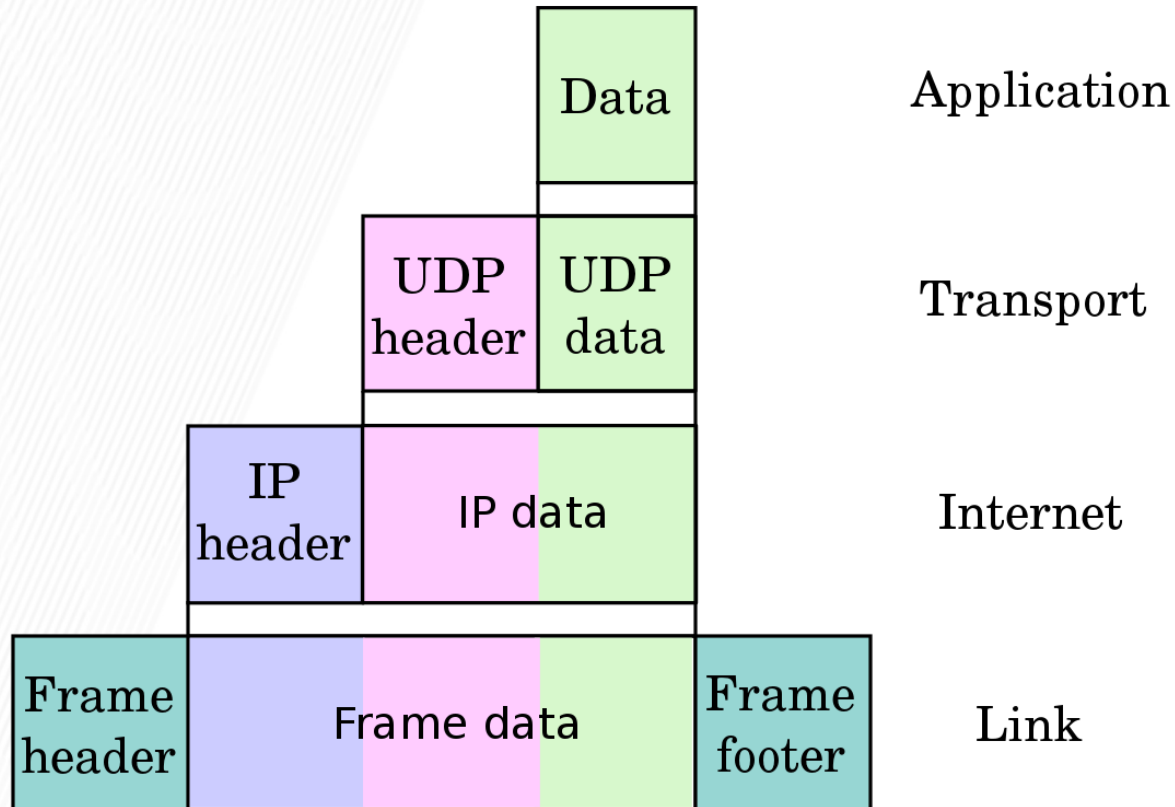 Data
Application
UDP
header
UDP
data
Transport
IP
header
IP data
Internet
Frame
header
Frame data
Frame
footer
Link